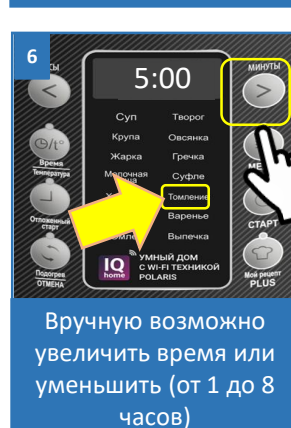 6
5:00
МИНУТЫ
Суп Творог
Крупа Овсянка
Жарка Гречка
Суфле
Томление
Варенье
Выпечка
Время
Температура
Отложенный
старт
СТАРТ
Подогрев
ОТМЕНА
Мой рецепт
PLUS
IQ
home
УМНЫЙ ДОМ
С WI-FI ТЕХНИКОЙ
POLARIS
Вручную возможно
увеличить время или
уменьшить (от 1 до 8
часов)